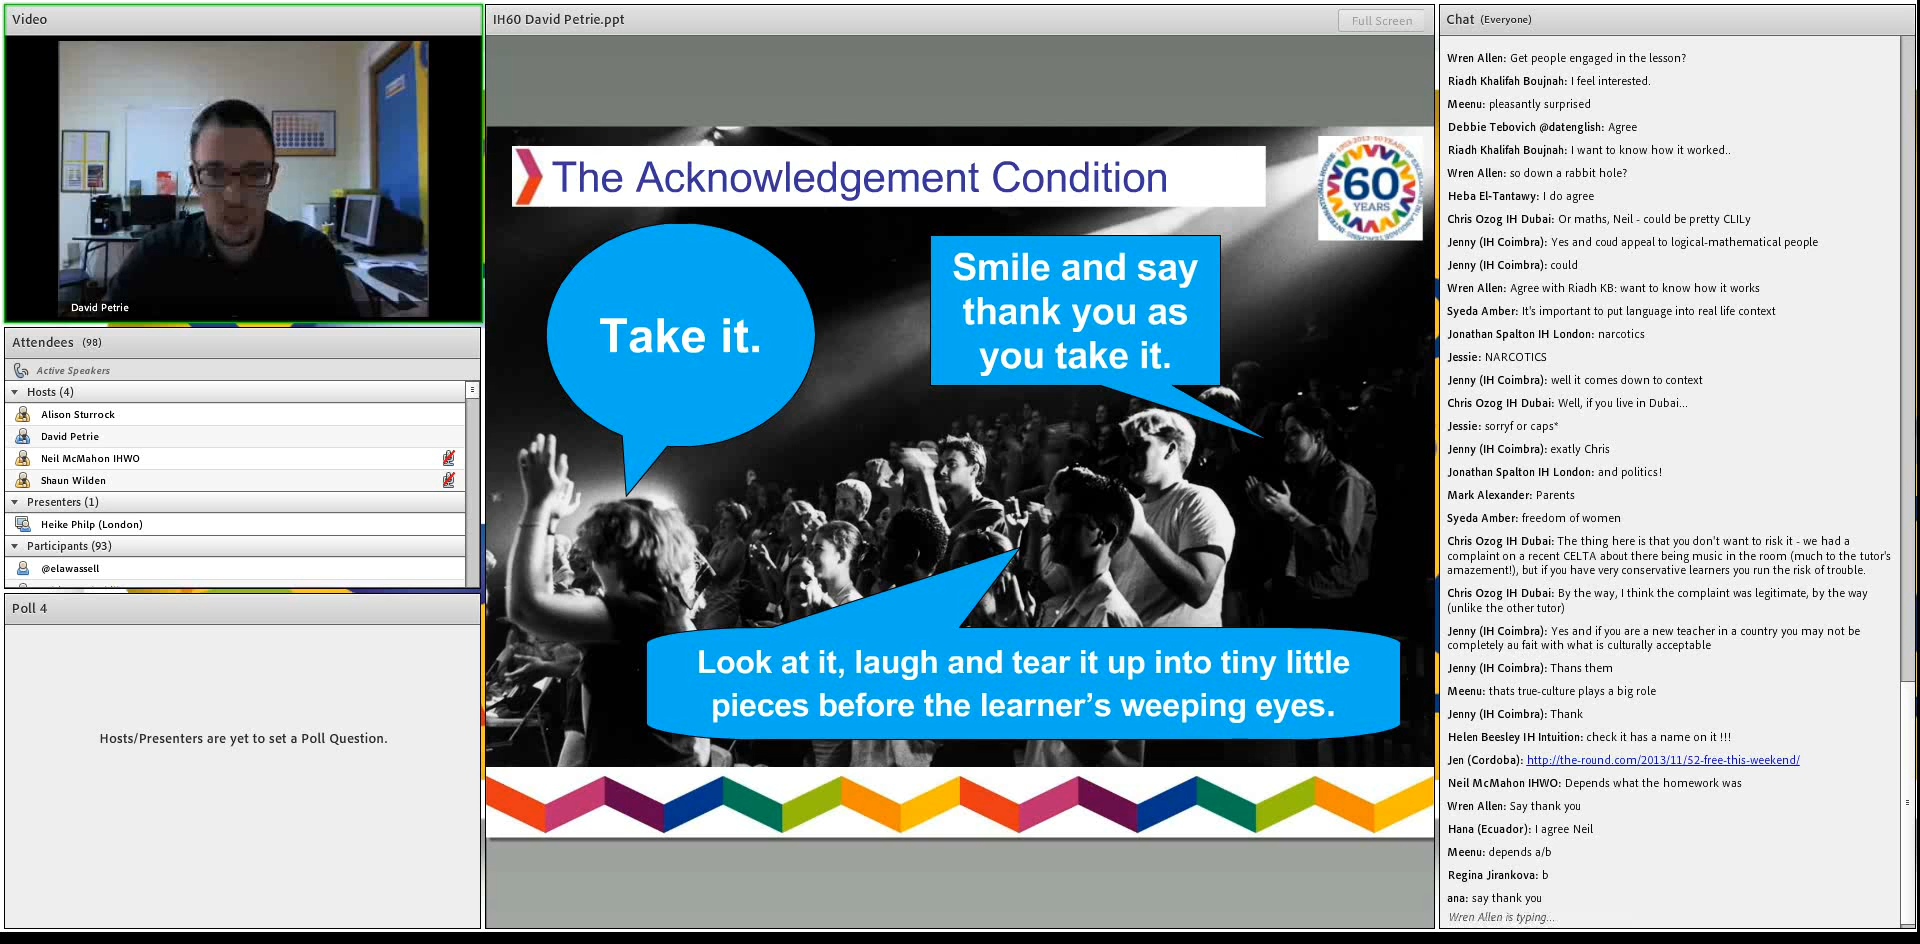 Video
David Petrie
Attendees (98)
Active Speakers
Hosts (4)
Alison Sturrock
David Petrie
Neil McMahon IHWO
Shaun Wilden
Presenters (1)
Heike Philp (London)
Participants (93)
@elawassell
Poll 4
Hosts/Presenters are yet to set a Poll Question.
IH60 David Petrie.ppt
Full Screen
The Acknowledgement Condition
60
YEARS
Take it.
Smile and say
thank you as
you take it.
Look at it, laugh and tear it up into tiny little
pieces before the learner’s weeping eyes.
Chat (Everyone)
Wren Allen: Get people engaged in the lesson?
Riadh Khalifah Boujnah: I feel interested.
Meenu: pleasantly surprised
Debbie Tebovich @datenglish: Agree
Riadh Khalifah Boujnah: I want to know how it worked..
Wren Allen: so down a rabbit hole?
Heba El-Tantawy: I do agree
Chris Ozog IH Dubai: Or maths, Neil - could be pretty CLILy
Jenny (IH Coimbra): Yes and coud appeal to logical-mathematical people
Jenny (IH Coimbra): could
Wren Allen: Agree with Riadh KB: want to know how it works
Syeda Amber: It's important to put language into real life context
Jonathan Spalton IH London: narcotics
Jessie: NARCOTICS
Jenny (IH Coimbra): well it comes down to context
Chris Ozog IH Dubai: Well, if you live in Dubai...
Jessie: sorryf or caps*
Jenny (IH Coimbra): exatly Chris
Jonathan Spalton IH London: and politics!
Mark Alexander: Parents
Syeda Amber: freedom of women
Chris Ozog IH Dubai: The thing here is that you don't want to risk it - we had a
complaint on a recent CELTA about there being music in the room (much to the tutor's
amazement!), but if you have very conservative learners you run the risk of trouble.
Chris Ozog IH Dubai: By the way, I think the complaint was legitimate, by the way
(unlike the other tutor)
Jenny (IH Coimbra): Yes and if you are a new teacher in a country you may not be
completely au fait with what is culturally acceptable
Jenny (IH Coimbra): Thans them
Meenu: thats true-culture plays a big role
Jenny (IH Coimbra): Thank
Helen Beesley IH Intuition: check it has a name on it !!!
Jen (Cordoba): http://the-round.com/2013/11/52-free-this-weekend/
Neil McMahon IHWO: Depends what the homework was
Wren Allen: Say thank you
Hana (Ecuador): I agree Neil
Meenu: depends a/b
Regina Jirankova: b
ana: say thank you
Wren Allen is typing...